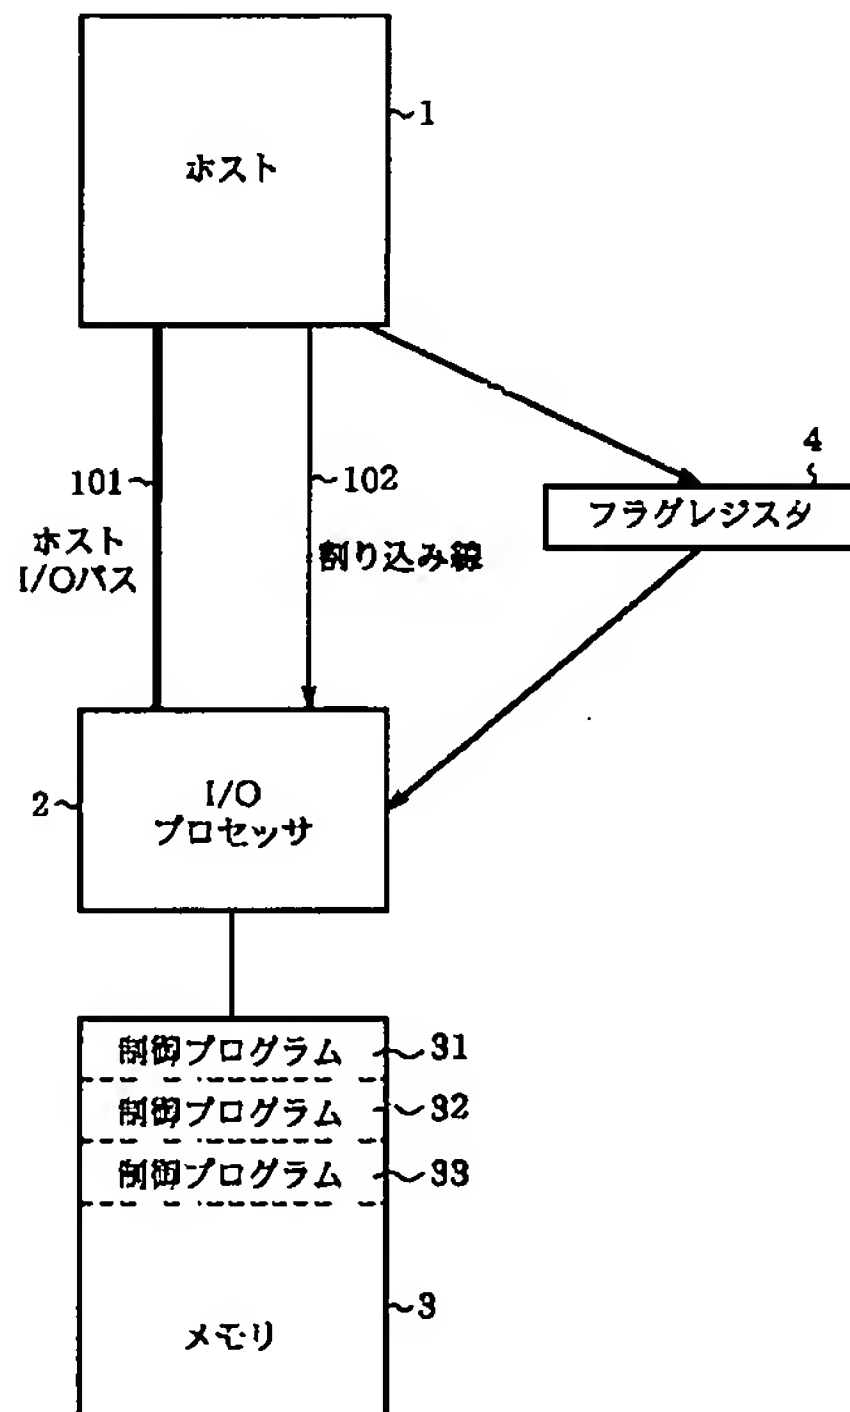 1
ホスト
4
フラグレジスタ
101
102
ホスト
I/Oバス
割り込み線
2
I/O
プロセッサ
制御プログラム
31
制御プログラム
32
制御プログラム
33
3
メモリ